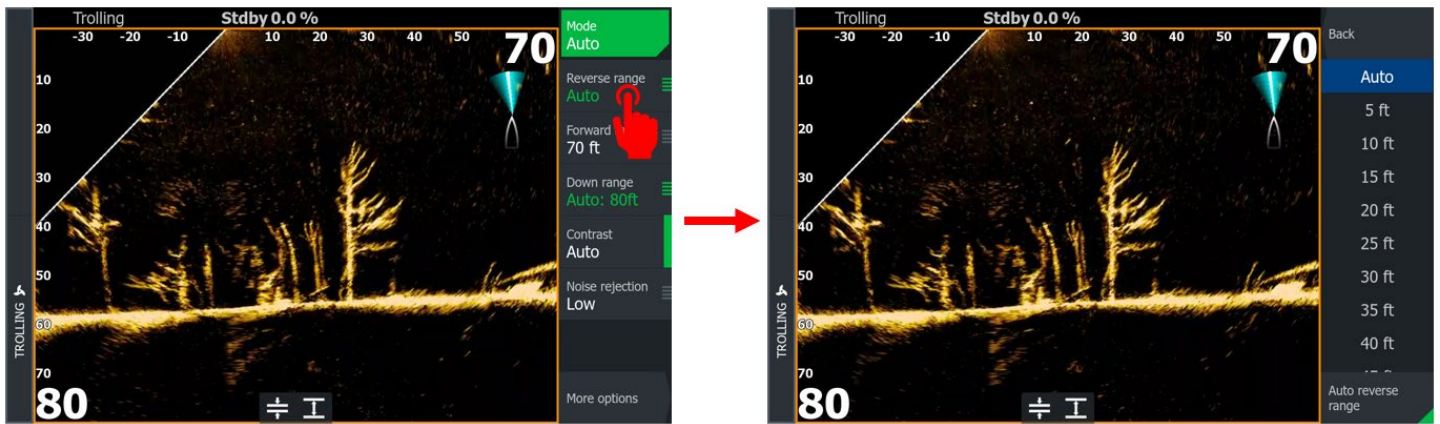 Trolling
Stdby 0.0 %
-30 -20 -10 10 20 30 40 50
70
10
20
30
40
50
60
70
80
TROLLING
Mode
Auto
Reverse range
Auto
Forward
70 ft
Down range
Auto: 80ft
Contrast
Auto
Noise rejection
Low
More options
Trolling
Stdby 0.0 %
-30 -20 -10 10 20 30 40 50
70
10
20
30
40
50
60
70
80
TROLLING
Back
Auto
5 ft
10 ft
15 ft
20 ft
25 ft
30 ft
35 ft
40 ft
Auto reverse
range